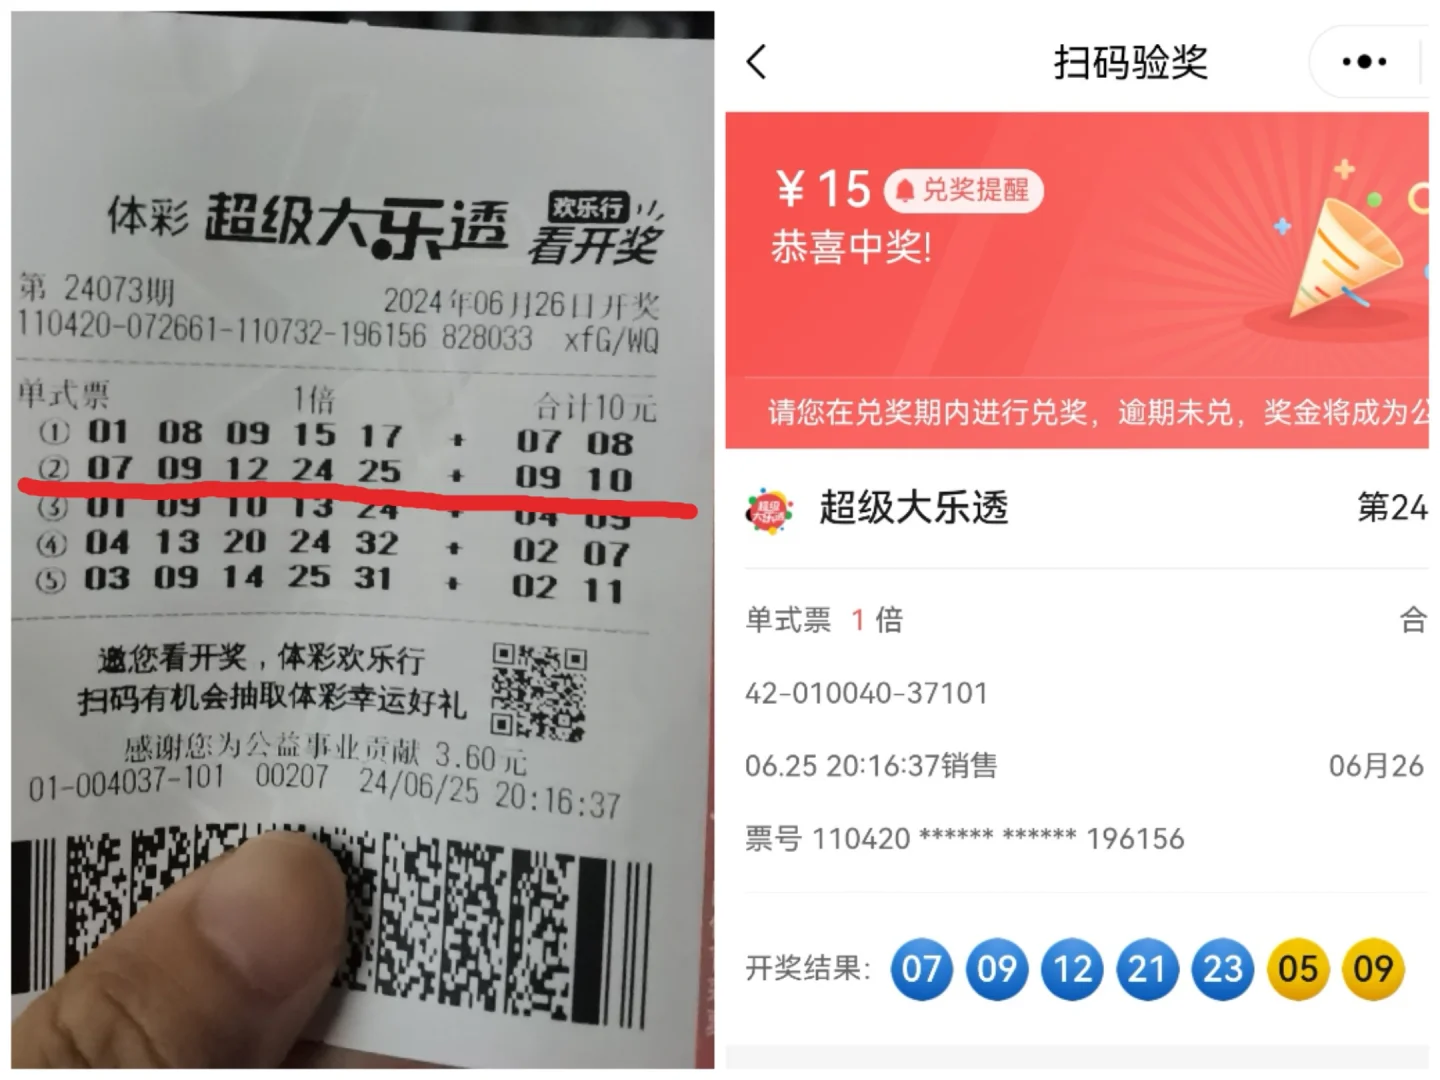 体彩 超级大乐透 欢乐行 看开奖
第 24073期 2024年06月26日开奖
110420-072661-110732-196156 828033 xfG/WQ
单式票 1倍 合计10元
① 01 08 09 15 17 + 07 08
② 07 09 12 24 25 + 09 10
③ 01 09 10 13 24 + 04 09
④ 04 13 20 24 32 + 02 07
⑤ 03 09 14 25 31 + 02 11
邀您看开奖,体彩欢乐行
扫码有机会抽取体彩幸运好礼
感谢您为公益事业贡献 3.60元
01-004037-101 00207 24/06/25 20:16:37
扫码验奖
¥15 兑奖提醒
恭喜中奖!
请您在兑奖期内进行兑奖，逾期未兑，奖金将成为公
超级大乐透 第24
单式票 1 倍 合
42-010040-37101
06.25 20:16:37销售 06月26
票号 110420 ****** ****** 196156
开奖结果: 07 09 12 21 23 05 09